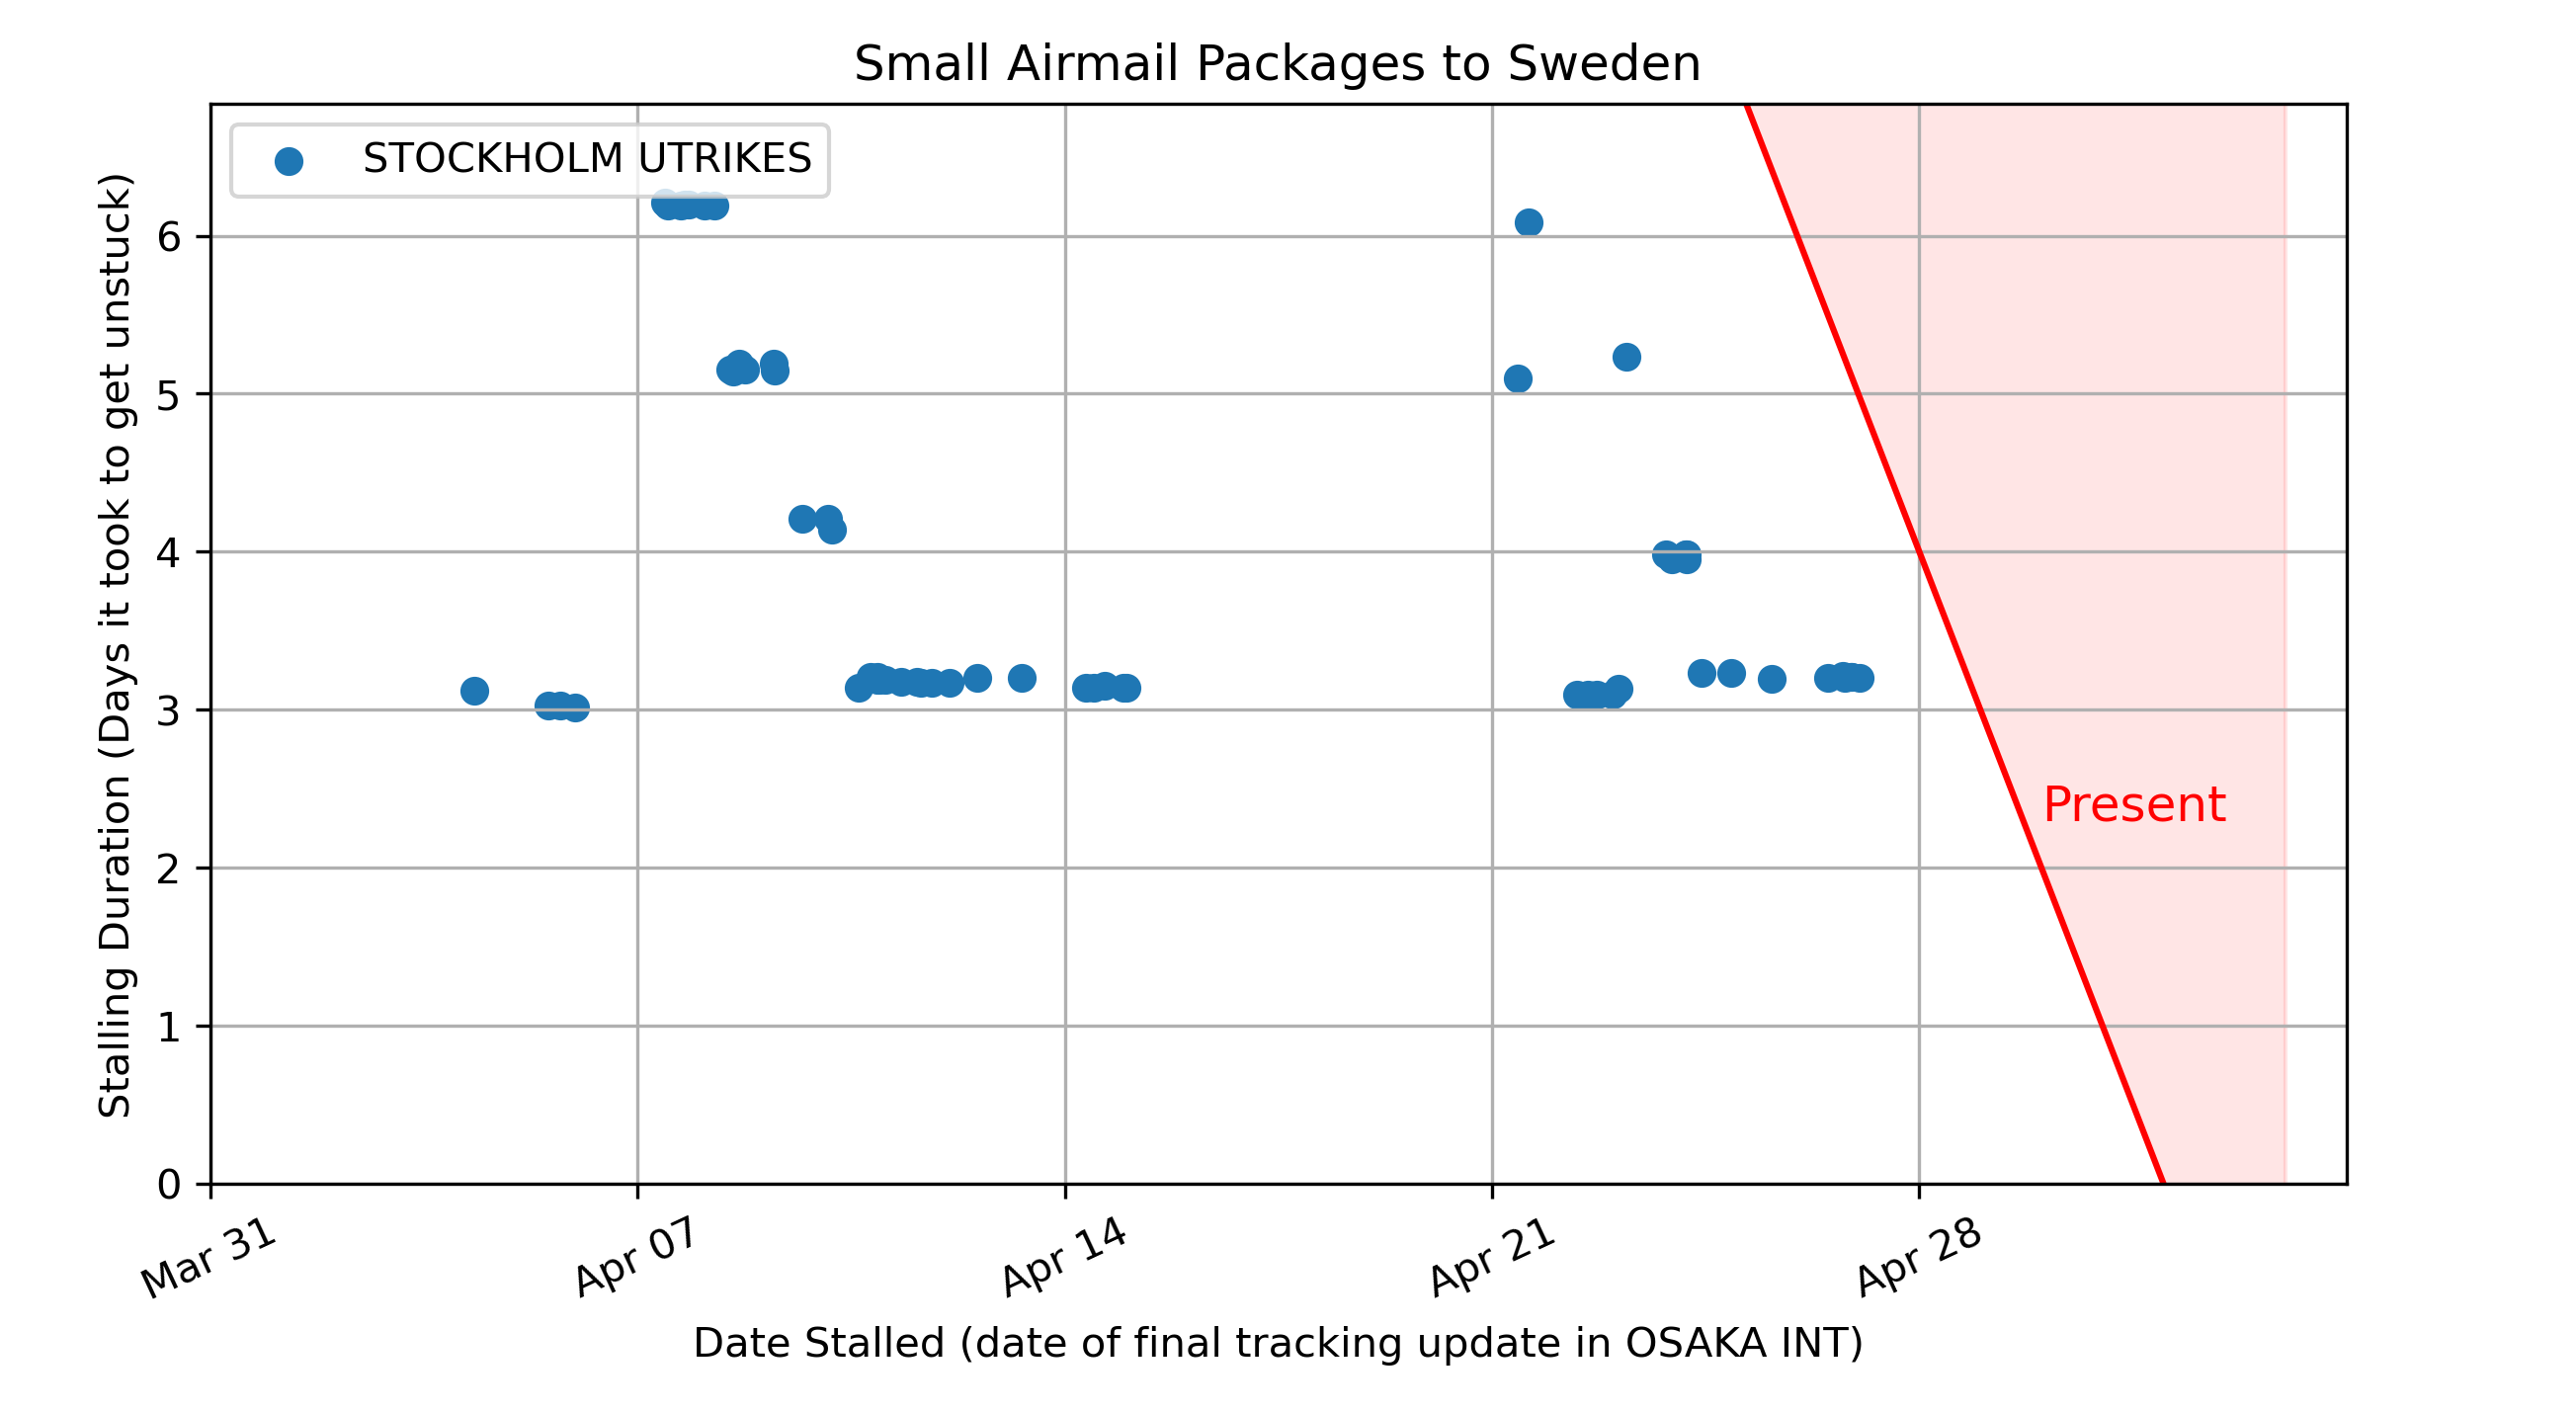 Small Airmail Packages to Sweden
STOCKHOLM UTRIKES
Stalling Duration (Days it took to get unstuck)
6
5
4
3
2
1
0
Present
Mar 31
Apr 07
Apr 14
Apr 21
Apr 28
Date Stalled (date of final tracking update in OSAKA INT)